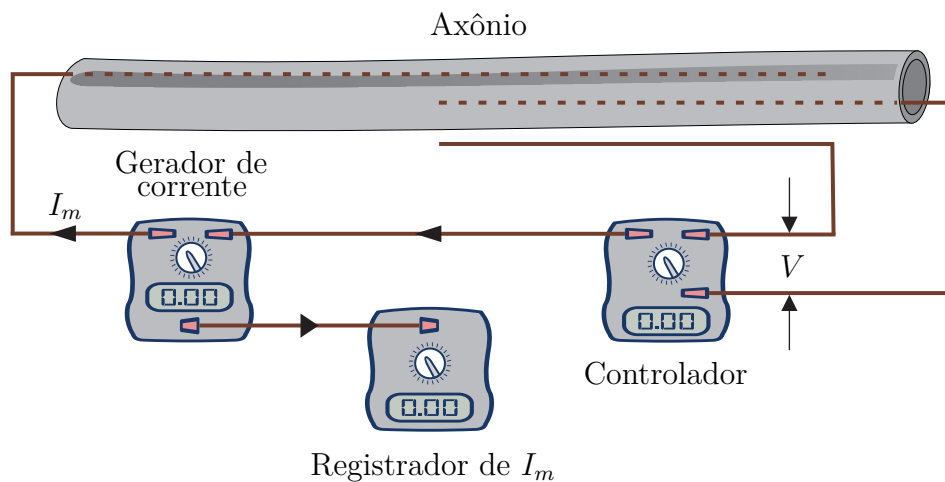 Axônio
Gerador de
corrente
I_m
V
0.00
0.00
0.00
Controlador
Registrador de I_m